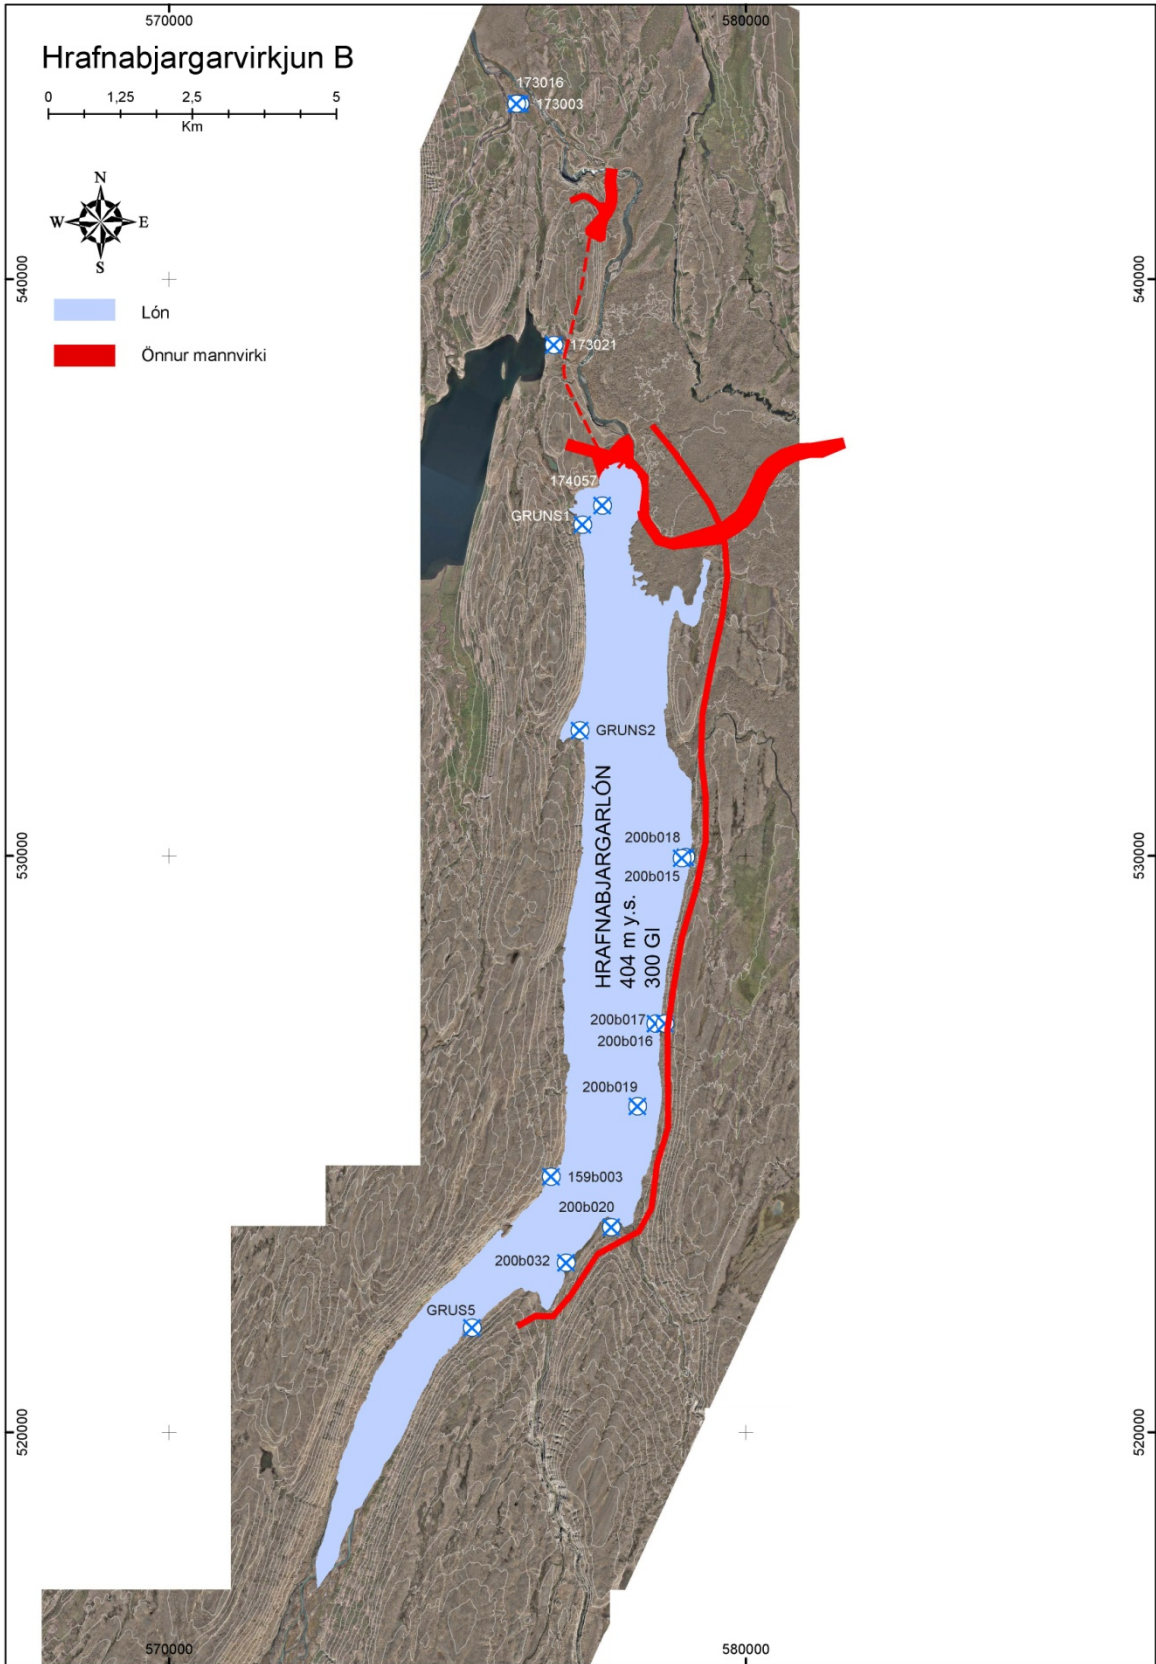 570000
580000
Hrafnabjargarvirkjun B
0 1,25 2,5 5
Km
N
W E
S
Lón
Önnur mannvirki
173016
173003
540000
540000
173021
174057
GRUNS1
GRUNS2
HRAFNABJARGARLÓN
404 m y.s.
300 Gl
200b018
200b015
530000
530000
200b017
200b016
200b019
159b003
200b020
200b032
GRUS5
520000
520000
570000
580000